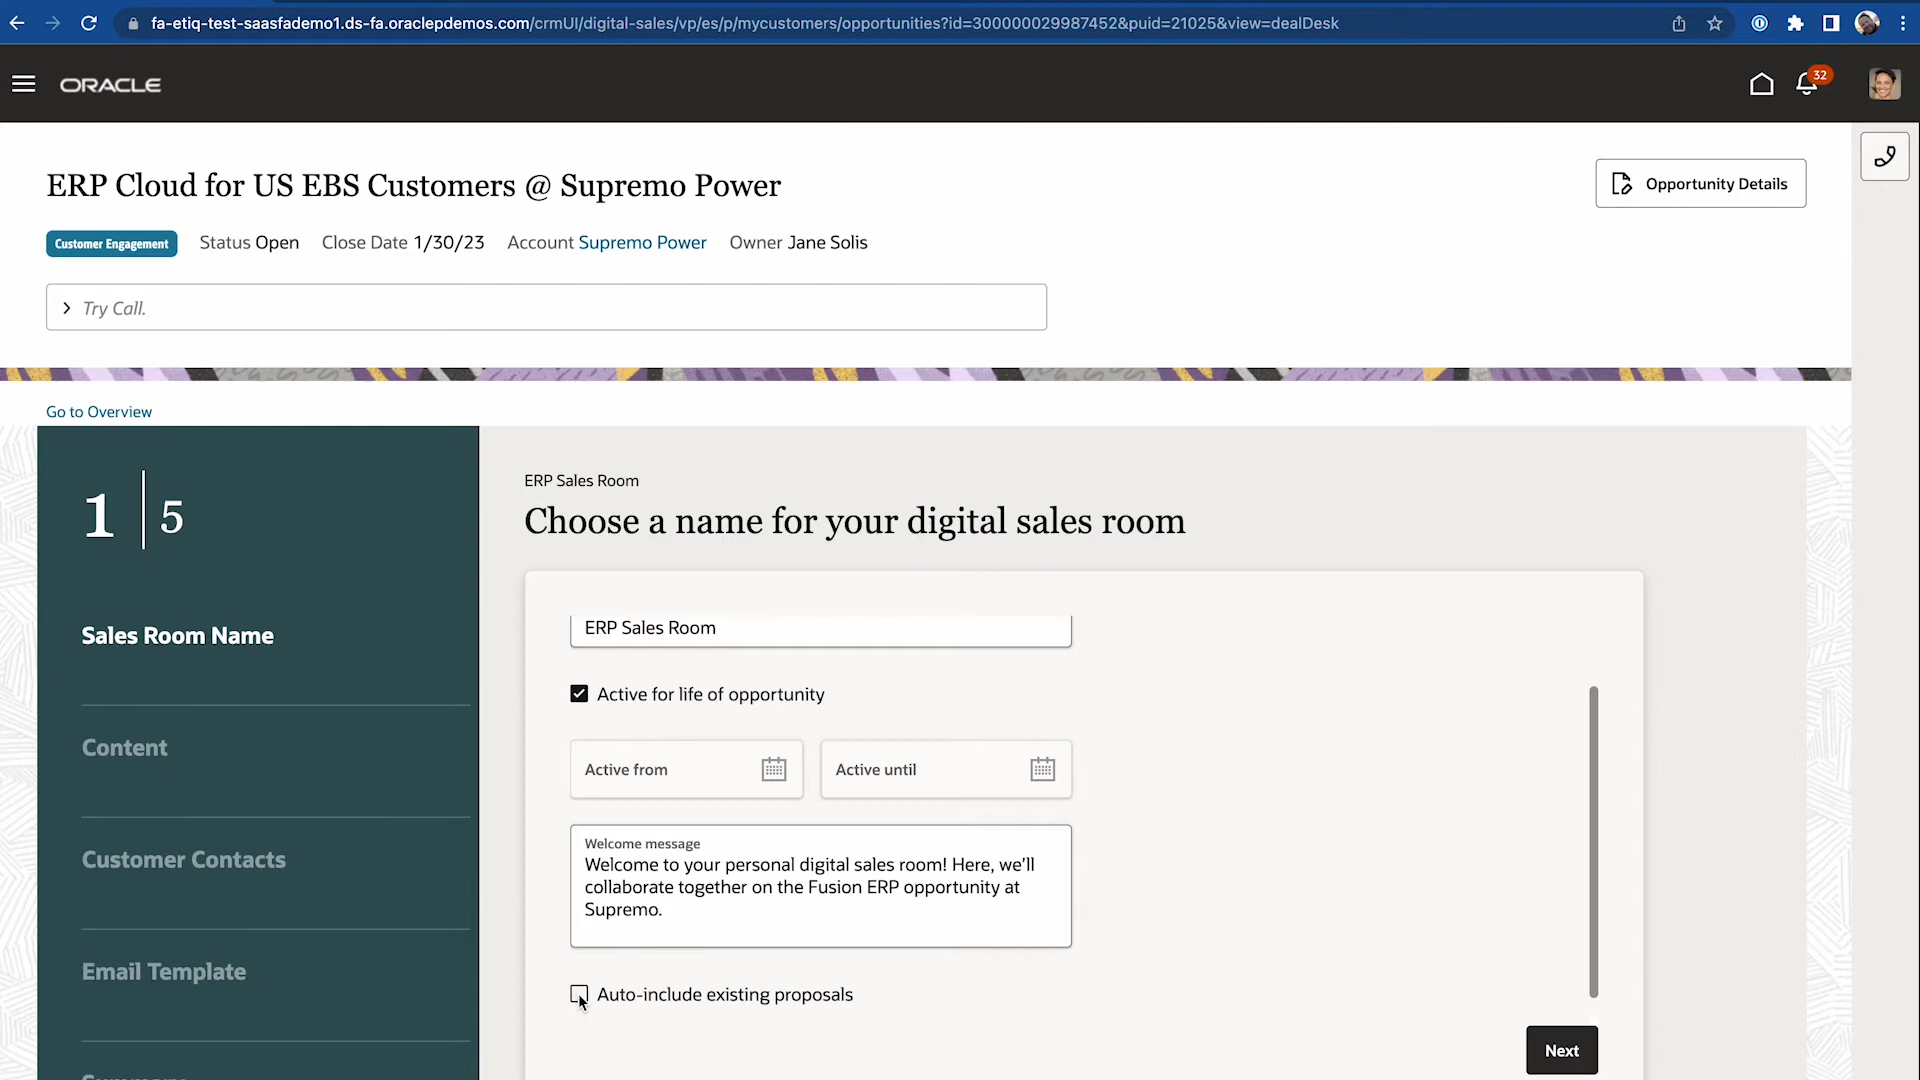 fa-etiq-test-saasfademo1.ds-fa.oraclepdemos.com/crmUI/digital-sales/vp/es/p/mycustomers/opportunities?id=300000029987452&puid=21025&view=dealDesk
ORACLE
32
ERP Cloud for US EBS Customers @ Supremo Power
Opportunity Details
Customer Engagement Status Open Close Date 1/30/23 Account Supremo Power Owner Jane Solis
Try Call.
Go to Overview
1 5
Sales Room Name
Content
Customer Contacts
Email Template
ERP Sales Room
Choose a name for your digital sales room
ERP Sales Room
Active for life of opportunity
Active from
Active until
Welcome message
Welcome to your personal digital sales room! Here, we'll
collaborate together on the Fusion ERP opportunity at
Supremo.
Auto-include existing proposals
Next